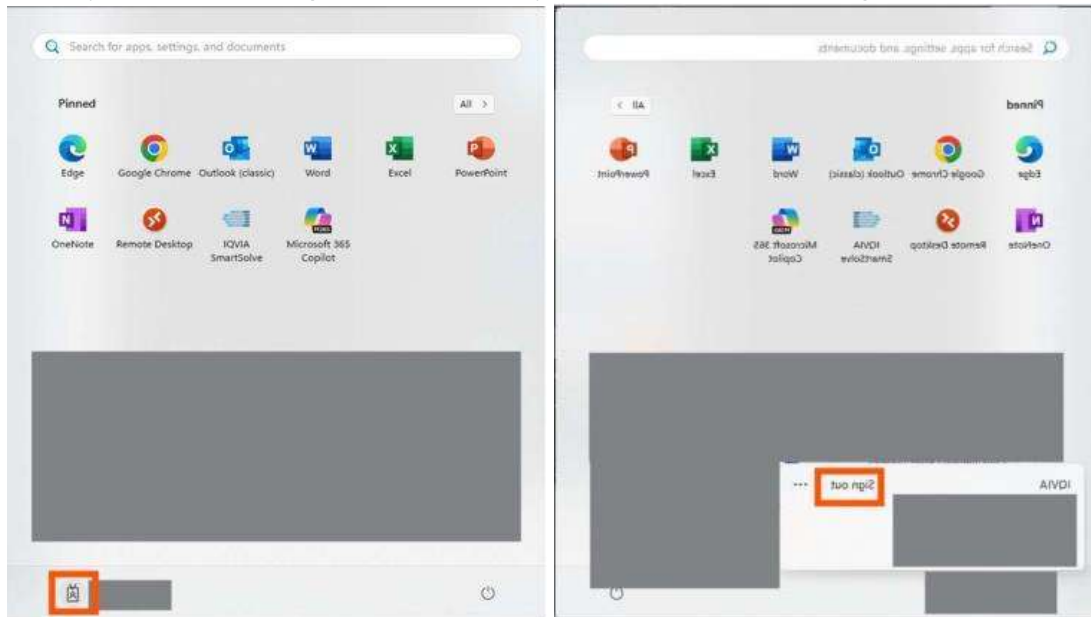 Search for apps, settings, and documents
Pinned
All >
Edge
Google Chrome
Outlook (classic)
Word
Excel
PowerPoint
OneNote
Remote Desktop
IQVIA
SmartSolve
Microsoft 365
Copilot
Search for apps, settings, and documents
Pinned
All >
Edge
Google Chrome
Outlook (classic)
Word
Excel
PowerPoint
OneNote
Remote Desktop
IQVIA
SmartSolve
Microsoft 365
Copilot
IQVIA
Sign out
...